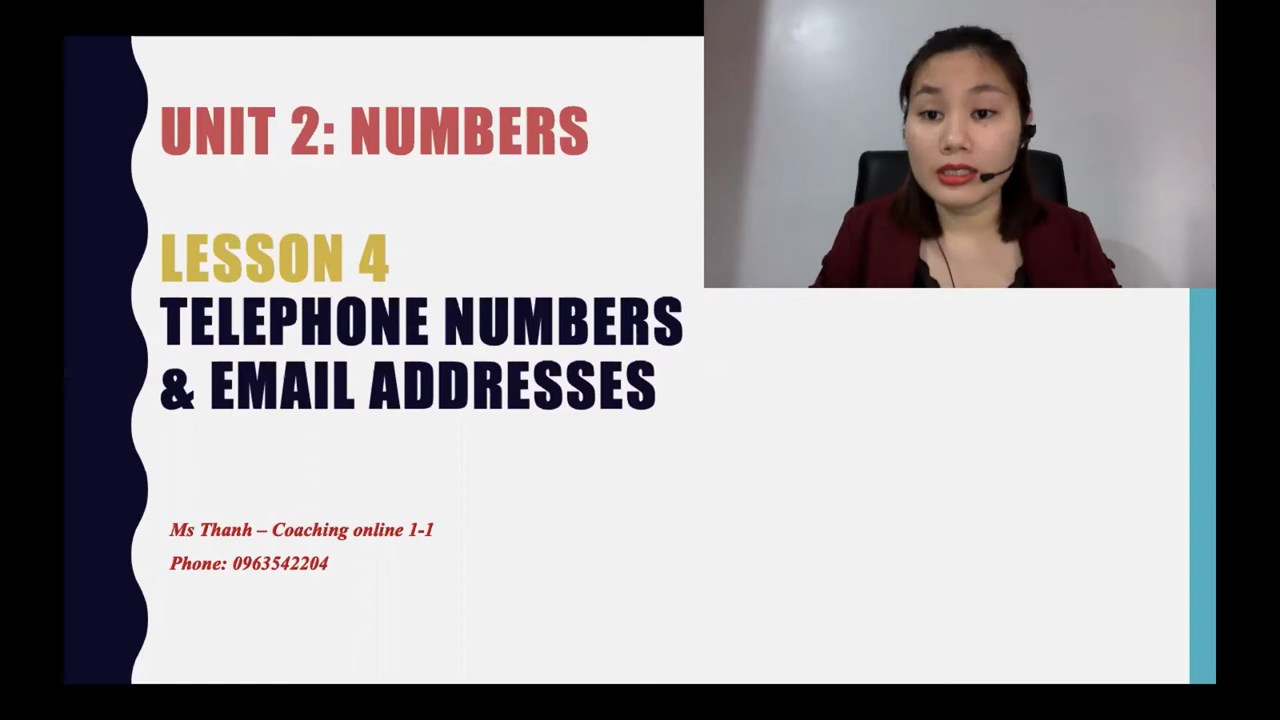 UNIT 2: NUMBERS
LESSON 4
TELEPHONE NUMBERS
& EMAIL ADDRESSES
Ms Thanh – Coaching online 1-1
Phone: 0963542204